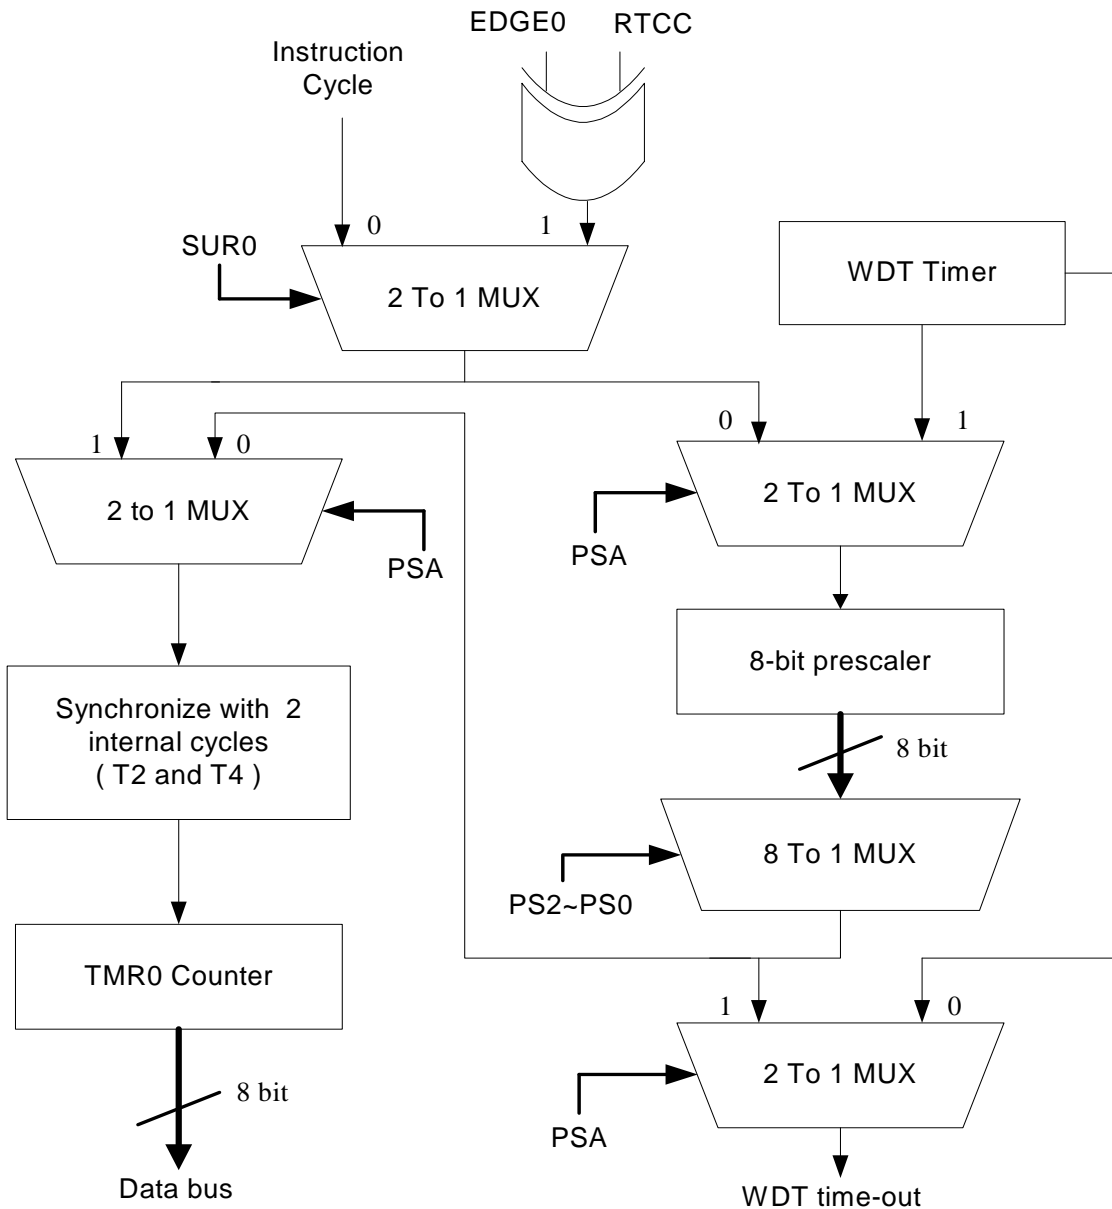 EDGE0 RTCC
Instruction
Cycle
0 1
SUR0
2 To 1 MUX
WDT Timer
1 0
0 1
2 to 1 MUX
2 To 1 MUX
PSA
PSA
8-bit prescaler
Synchronize with 2
internal cycles
( T2 and T4 )
8 bit
8 To 1 MUX
PS2~PS0
TMR0 Counter
1 0
2 To 1 MUX
8 bit
PSA
Data bus
WDT time-out